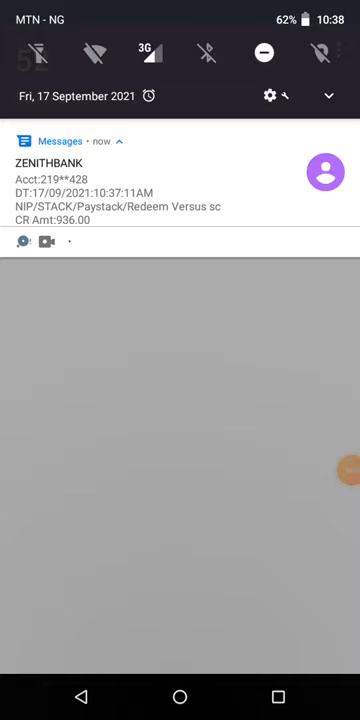 MTN - NG 62% 10:38
3G
52
Fri, 17 September 2021
Messages • now
ZENITHBANK
Acct:219**428
DT:17/09/2021:10:37:11AM
NIP/STACK/Paystack/Redeem Versus sc
CR Amt:936.00